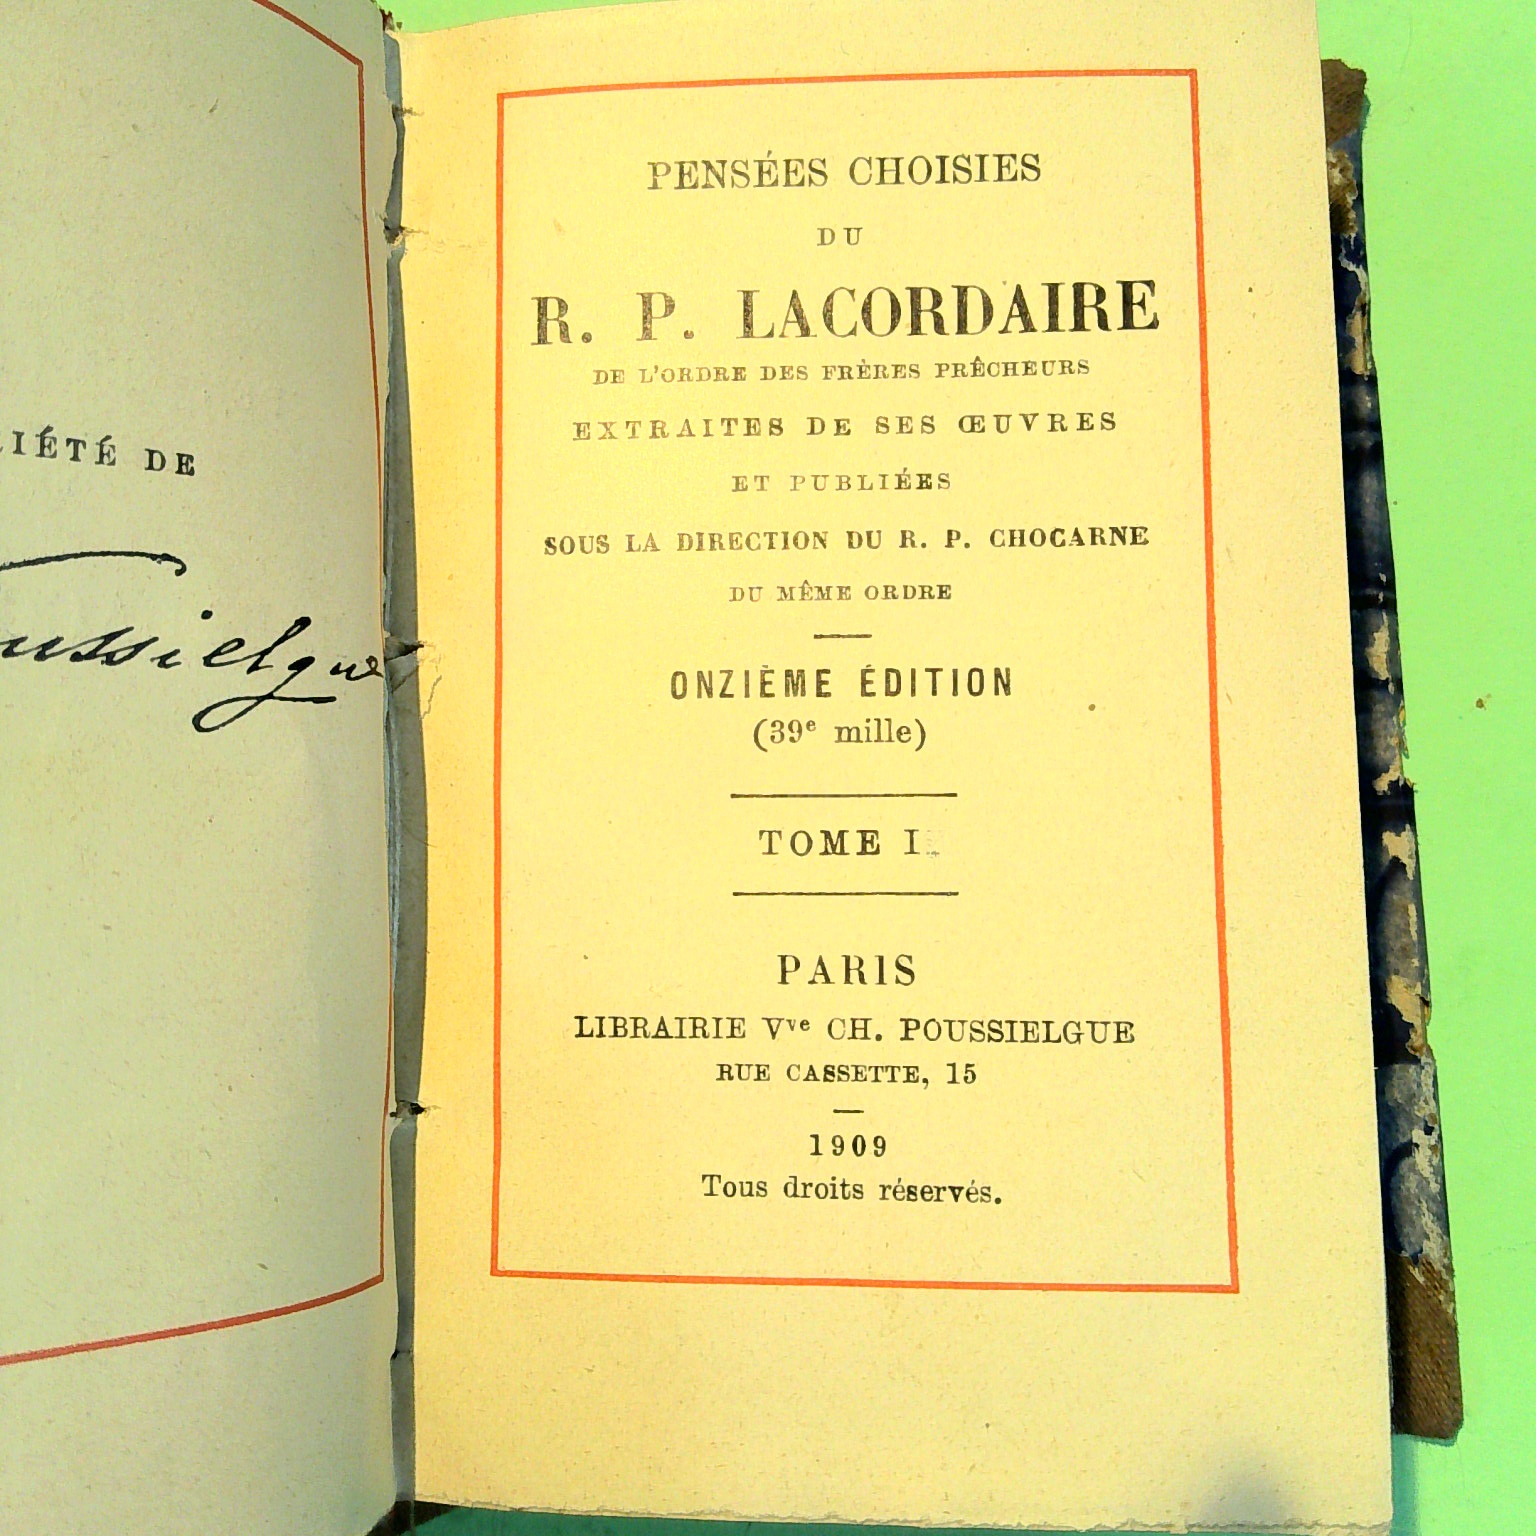 DE
PENSÉES CHOISIES
DU
R. P. LACORDAIRE
DE L'ORDRE DES FRÈRES PRÊCHEURS
EXTRAITES DE SES ŒUVRES
ET PUBLIÉES
SOUS LA DIRECTION DU R. P. CHOCARNE
DU MÊME ORDRE
ONZIÈME ÉDITION
(39e mille)
TOME I
PARIS
LIBRAIRIE Vve CH. POUSSIELGUE
RUE CASSETTE, 15
1909
Tous droits réservés.